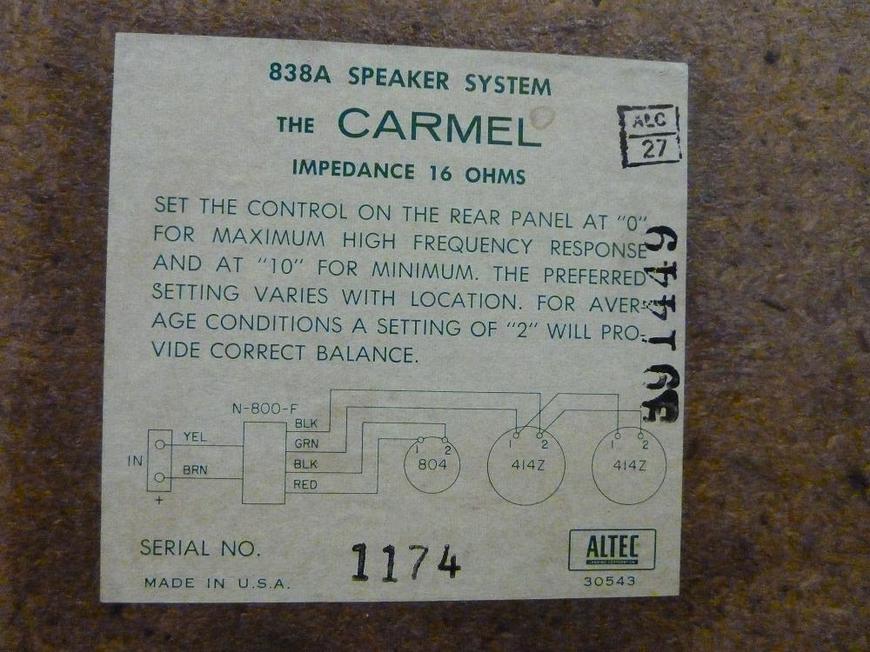 838A SPEAKER SYSTEM
THE CARMEL
IMPEDANCE 16 OHMS
ALC
27
SET THE CONTROL ON THE REAR PANEL AT "0"
FOR MAXIMUM HIGH FREQUENCY RESPONSE
AND AT "10" FOR MINIMUM. THE PREFERRED
SETTING VARIES WITH LOCATION. FOR AVER-
AGE CONDITIONS A SETTING OF "2" WILL PRO-
VIDE CORRECT BALANCE.
N-800-F
IN
YEL
BRN
+
BLK
GRN
BLK
RED
1 2
804
1 2
414Z
1 2
414Z
SERIAL NO. 1174
MADE IN U.S.A.
ALTEC
30543